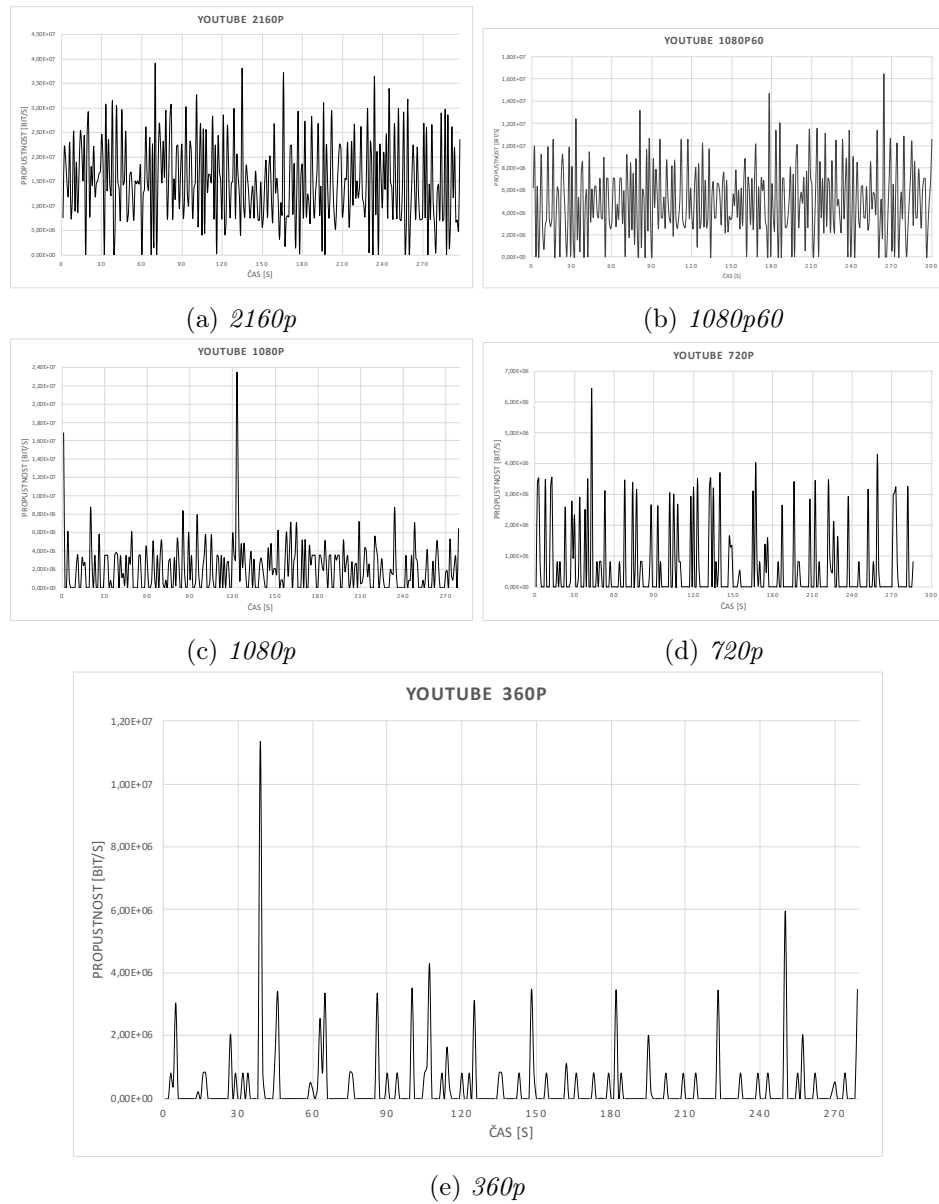 YOUTUBE 2160P
4,50E+07
4,00E+07
3,50E+07
3,00E+07
2,50E+07
2,00E+07
1,50E+07
1,00E+07
5,00E+06
0,00E+00
PROPUSTNOST [BIT/S]
0 30 60 90 120 150 180 210 240 270
ČAS [S]
(a) 2160p
YOUTUBE 1080P60
1,80E+07
1,60E+07
1,40E+07
1,20E+07
1,00E+07
8,00E+06
6,00E+06
4,00E+06
2,00E+06
0,00E+00
PROPUSTNOST [BIT/S]
0 30 60 90 120 150 180 210 240 270 300
ČAS [S]
(b) 1080p60
YOUTUBE 1080P
2,40E+07
2,20E+07
2,00E+07
1,80E+07
1,60E+07
1,40E+07
1,20E+07
1,00E+07
8,00E+06
6,00E+06
4,00E+06
2,00E+06
0,00E+00
PROPUSTNOST [BIT/S]
0 30 60 90 120 150 180 210 240 270
ČAS [S]
(c) 1080p
YOUTUBE 720P
7,00E+06
6,00E+06
5,00E+06
4,00E+06
3,00E+06
2,00E+06
1,00E+06
0,00E+00
PROPUSTNOST [BIT/S]
0 30 60 90 120 150 180 210 240 270 300
ČAS [S]
(d) 720p
YOUTUBE 360P
1,20E+07
1,00E+07
8,00E+06
6,00E+06
4,00E+06
2,00E+06
0,00E+00
PROPUSTNOST [BIT/S]
0 30 60 90 120 150 180 210 240 270
ČAS [S]
(e) 360p